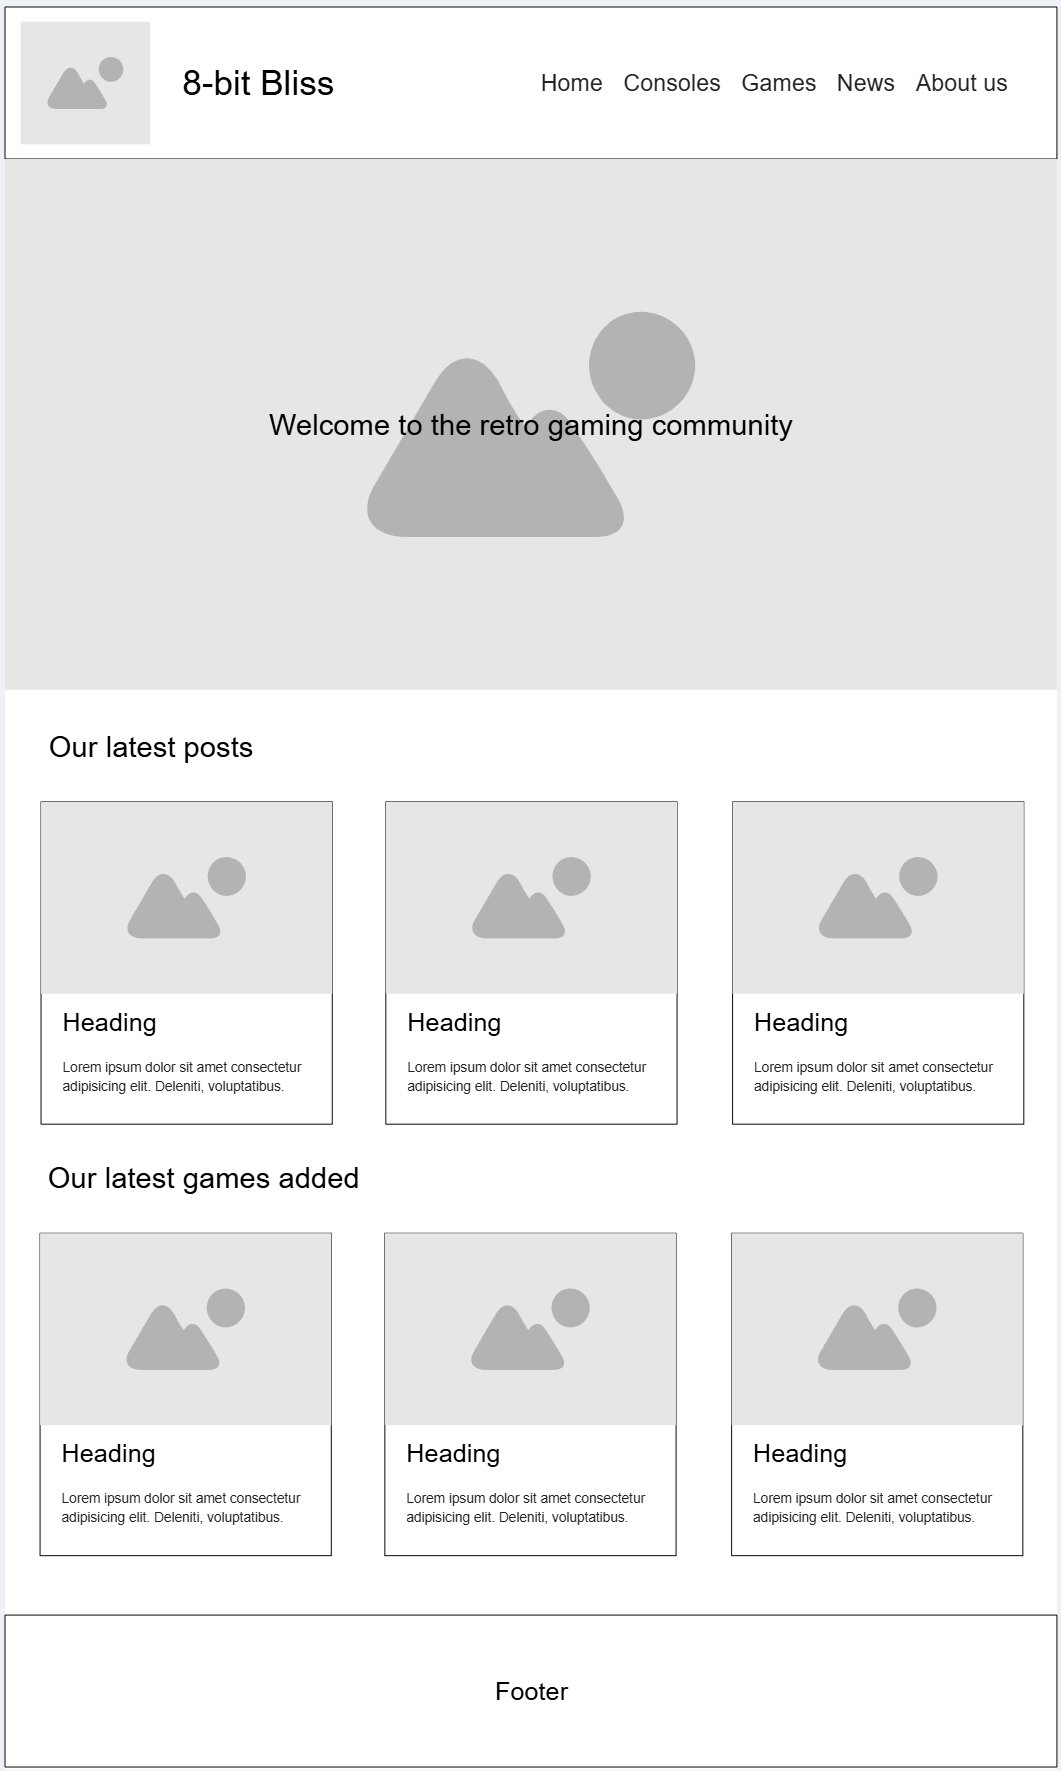 8-bit Bliss
Home Consoles Games News About us
Welcome to the retro gaming community
Our latest posts
Heading
Lorem ipsum dolor sit amet consectetur
adipisicing elit. Deleniti, voluptatibus.
Heading
Lorem ipsum dolor sit amet consectetur
adipisicing elit. Deleniti, voluptatibus.
Heading
Lorem ipsum dolor sit amet consectetur
adipisicing elit. Deleniti, voluptatibus.
Our latest games added
Heading
Lorem ipsum dolor sit amet consectetur
adipisicing elit. Deleniti, voluptatibus.
Heading
Lorem ipsum dolor sit amet consectetur
adipisicing elit. Deleniti, voluptatibus.
Heading
Lorem ipsum dolor sit amet consectetur
adipisicing elit. Deleniti, voluptatibus.
Footer